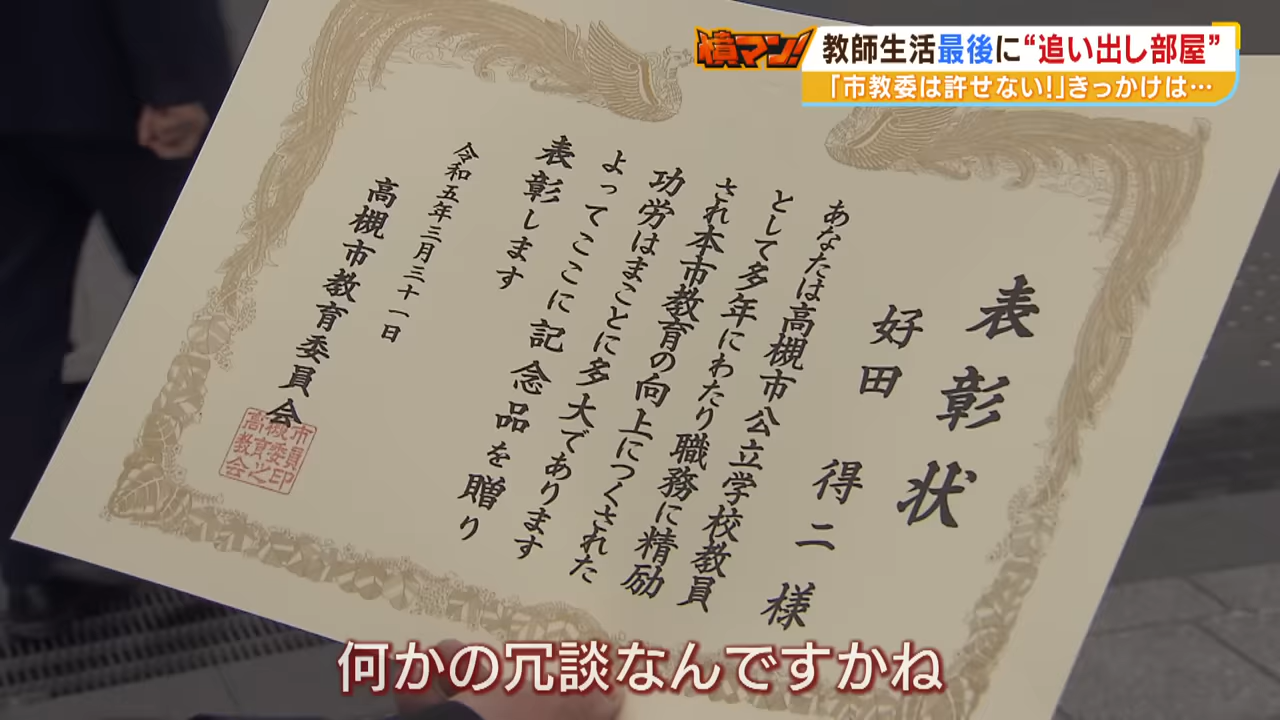 憤マン!
教師生活最後に“追い出し部屋”
「市教委は許せない!」きっかけは…
表彰状
好田 得二 様
あなたは高槻市公立学校教員
として多年にわたり職務に精励
され本市教育の向上につくされた
功労はまことに多大であります
よってここに記念品を贈り
表彰します
令和五年三月三十一日
高槻市教育委員会
高槻市
教育委員
会之印
何かの冗談なんですかね